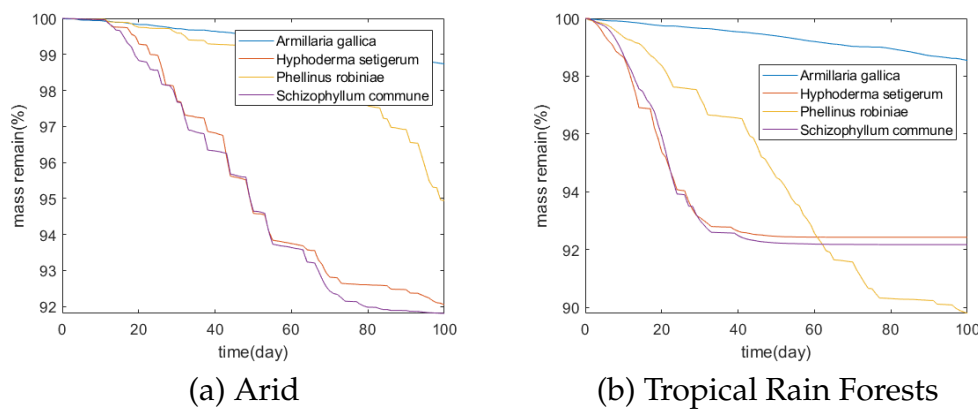 100
99
98
97
96
95
94
93
92
mass remain(%)
0
20
40
60
80
100
time(day)
Armillaria gallica
Hyphoderma setigerum
Phellinus robiniae
Schizophyllum commune
(a) Arid
100
98
96
94
92
90
mass remain(%)
0
20
40
60
80
100
time(day)
Armillaria gallica
Hyphoderma setigerum
Phellinus robiniae
Schizophyllum commune
(b) Tropical Rain Forests